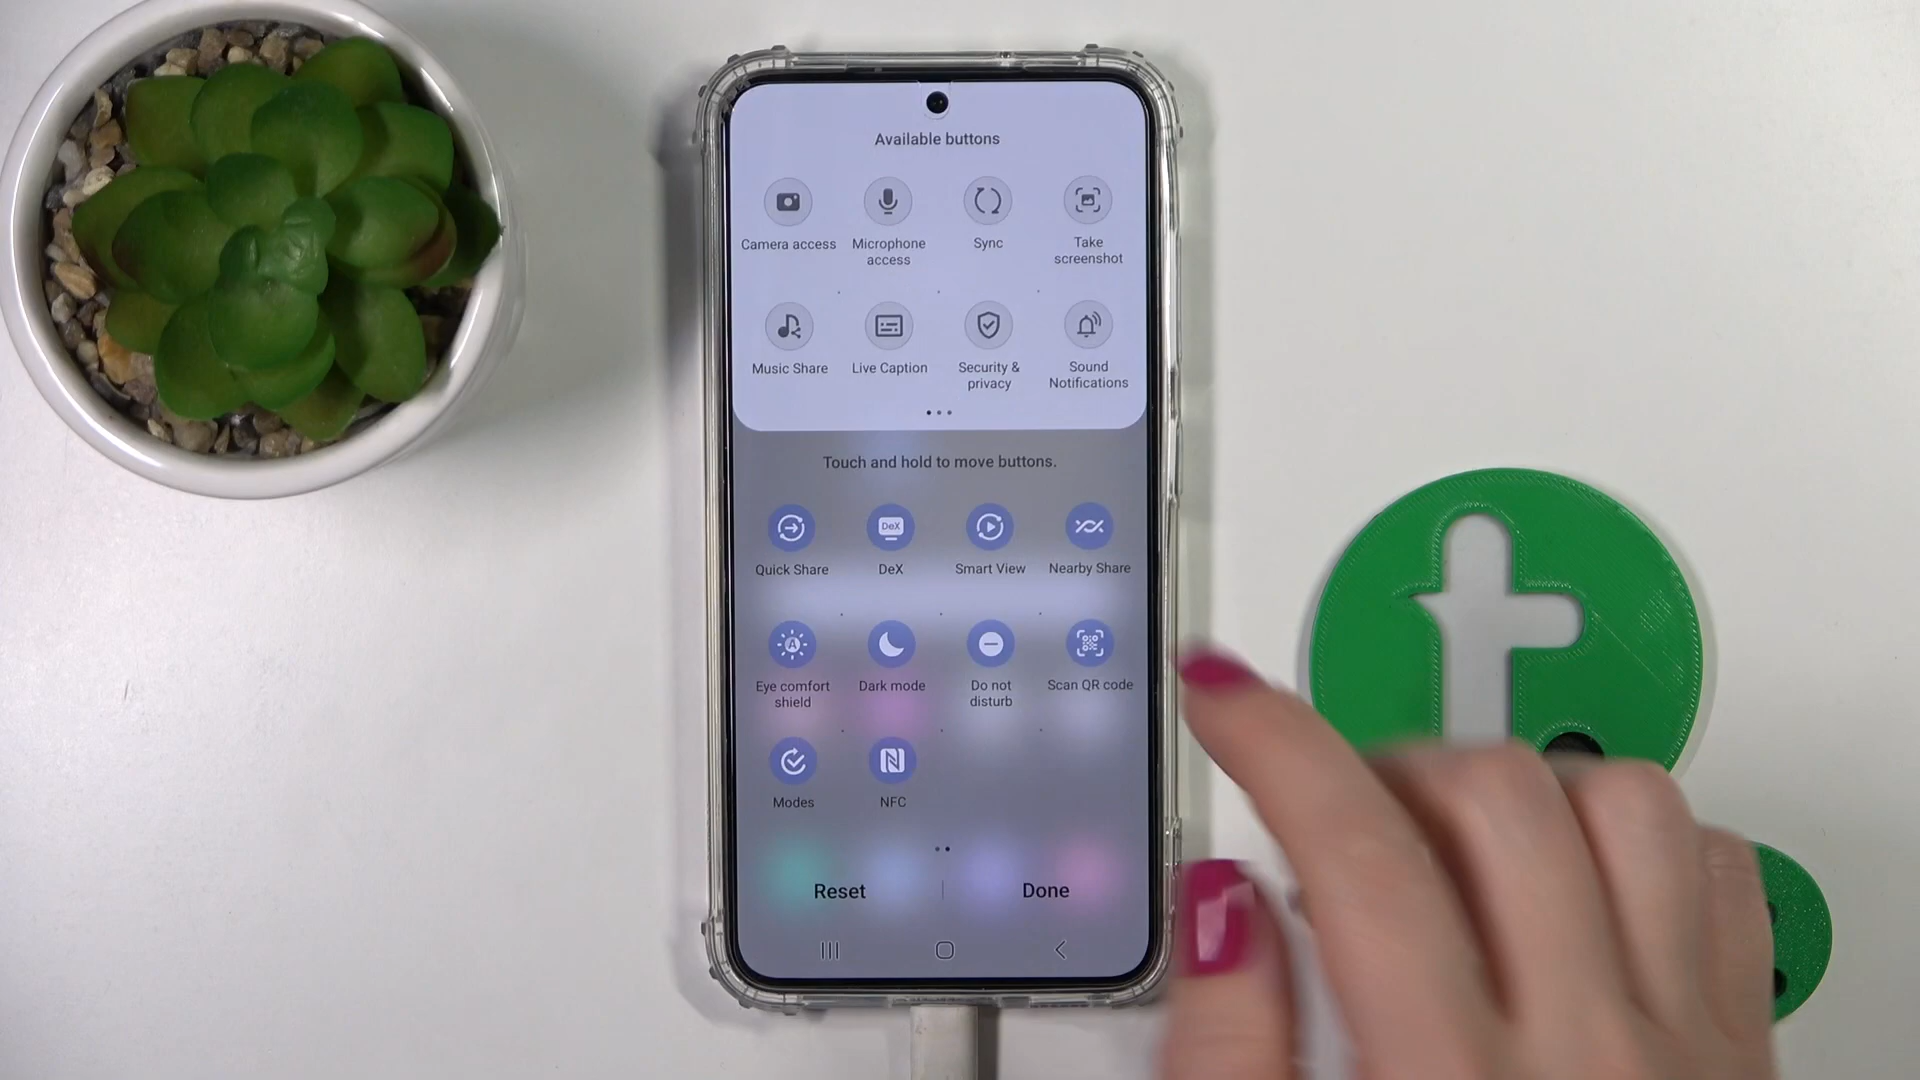 Available buttons
Camera access
Microphone access
Sync
Take screenshot
Music Share
Live Caption
Security & privacy
Sound Notifications
Touch and hold to move buttons.
Quick Share
DeX
DeX
Smart View
Nearby Share
A
Eye comfort shield
Dark mode
Do not disturb
Scan QR code
Modes
NFC
Reset
Done